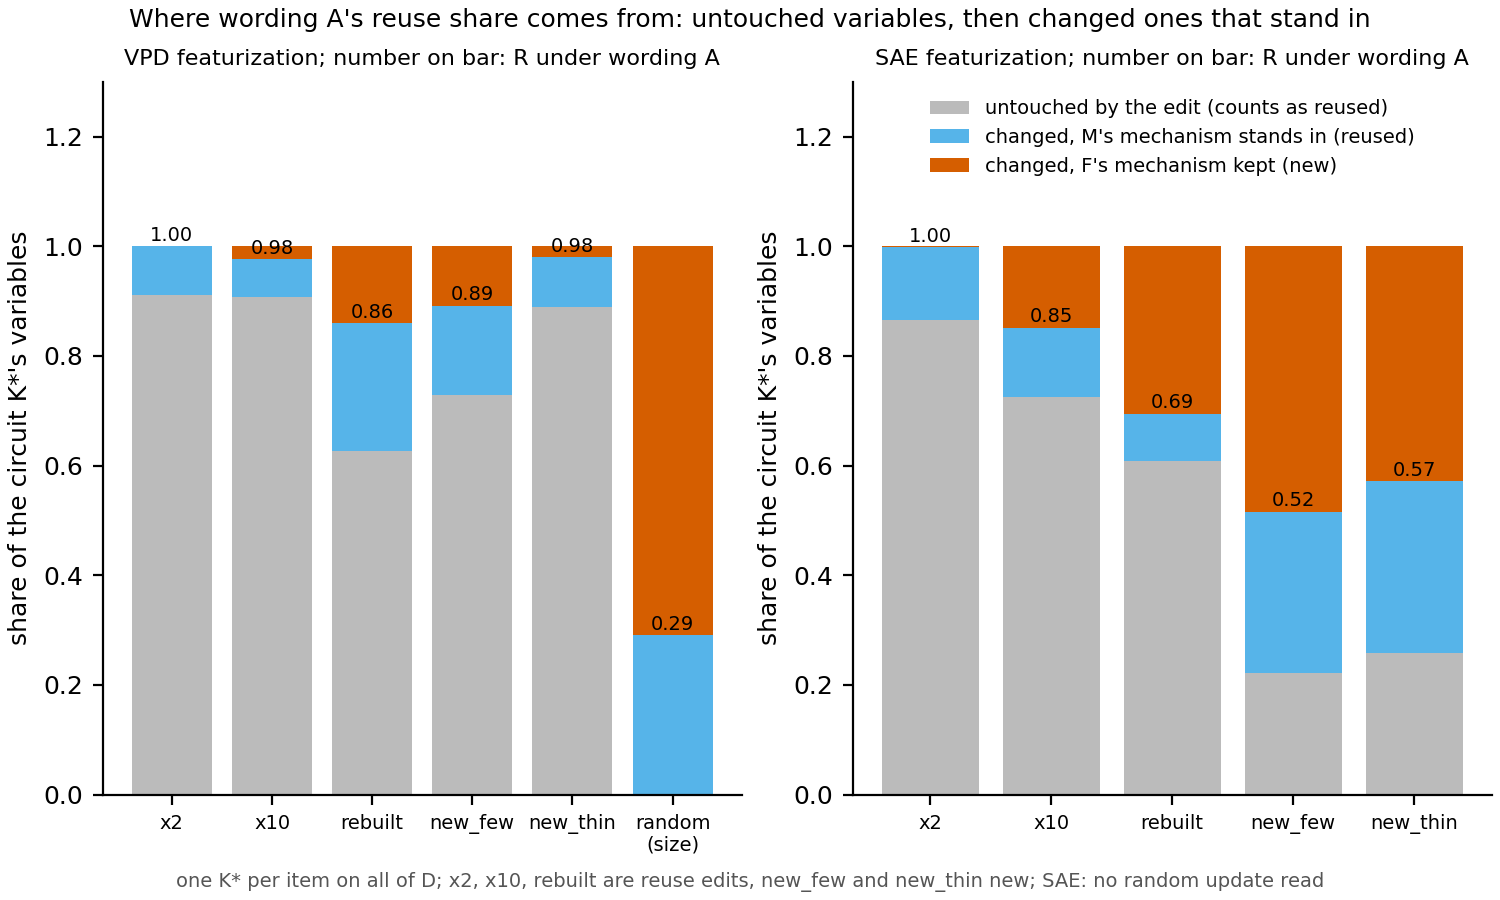 Where wording A's reuse share comes from: untouched variables, then changed ones that stand in
VPD featurization; number on bar: R under wording A
share of the circuit K*'s variables
1.2
1.0
0.8
0.6
0.4
0.2
0.0
1.00
0.98
0.86
0.89
0.98
0.29
x2
x10
rebuilt
new_few
new_thin
random
(size)
SAE featurization; number on bar: R under wording A
untouched by the edit (counts as reused)
changed, M's mechanism stands in (reused)
changed, F's mechanism kept (new)
share of the circuit K*'s variables
1.2
1.0
0.8
0.6
0.4
0.2
0.0
1.00
0.85
0.69
0.52
0.57
x2
x10
rebuilt
new_few
new_thin
one K* per item on all of D; x2, x10, rebuilt are reuse edits, new_few and new_thin new; SAE: no random update read